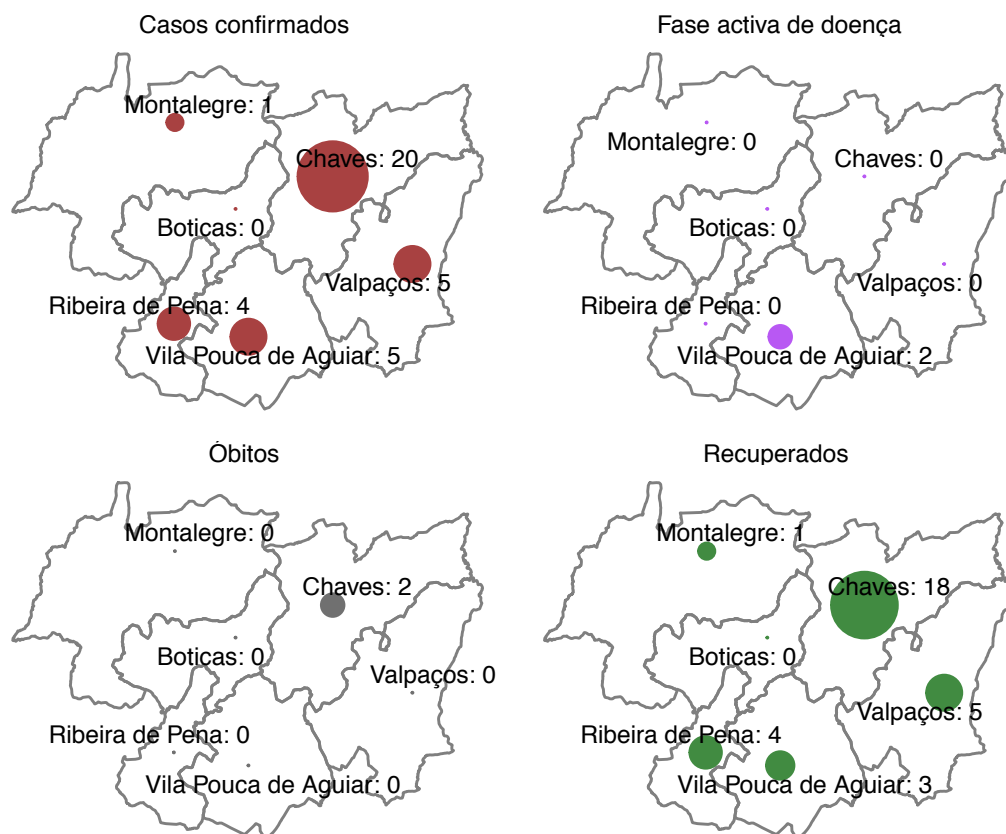 Casos confirmados
Montalegre: 1
Chaves: 20
Boticas: 0
Valpaços: 5
Ribeira de Pena: 4
Vila Pouca de Aguiar: 5
Fase activa de doença
Montalegre: 0
Chaves: 0
Boticas: 0
Valpaços: 0
Ribeira de Pena: 0
Vila Pouca de Aguiar: 2
Óbitos
Montalegre: 0
Chaves: 2
Boticas: 0
Valpaços: 0
Ribeira de Pena: 0
Vila Pouca de Aguiar: 0
Recuperados
Montalegre: 1
Chaves: 18
Boticas: 0
Valpaços: 5
Ribeira de Pena: 4
Vila Pouca de Aguiar: 3